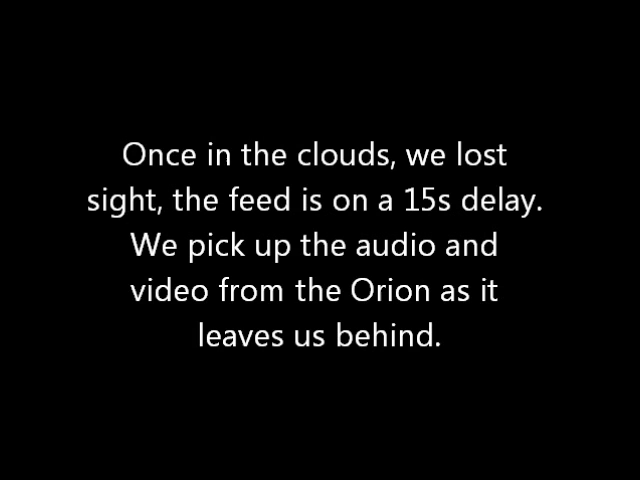 Once in the clouds, we lost
sight, the feed is on a 15s delay.
We pick up the audio and
video from the Orion as it
leaves us behind.